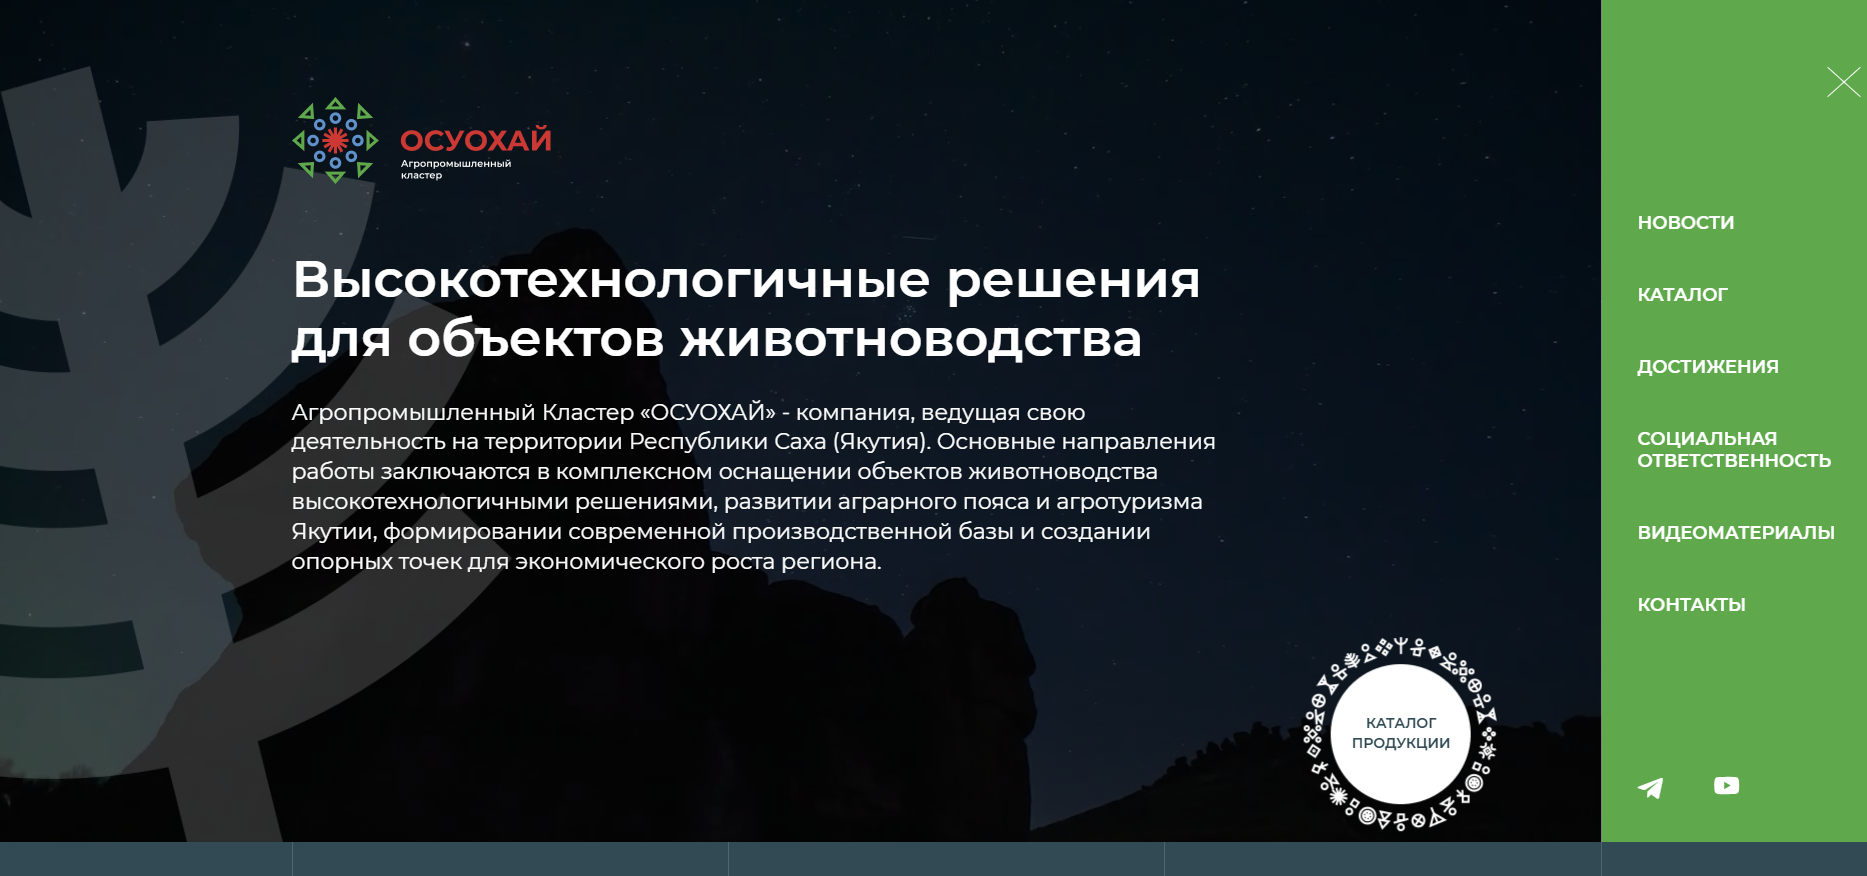 ОСУОХАЙ
Агропромышленный
кластер
Высокотехнологичные решения
для объектов животноводства
Агропромышленный Кластер «ОСУОХАЙ» - компания, ведущая свою
деятельность на территории Республики Саха (Якутия). Основные направления
работы заключаются в комплексном оснащении объектов животноводства
высокотехнологичными решениями, развитии аграрного пояса и агротуризма
Якутии, формировании современной производственной базы и создании
опорных точек для экономического роста региона.
КАТАЛОГ
ПРОДУКЦИИ
НОВОСТИ
КАТАЛОГ
ДОСТИЖЕНИЯ
СОЦИАЛЬНАЯ
ОТВЕТСТВЕННОСТЬ
ВИДЕОМАТЕРИАЛЫ
КОНТАКТЫ